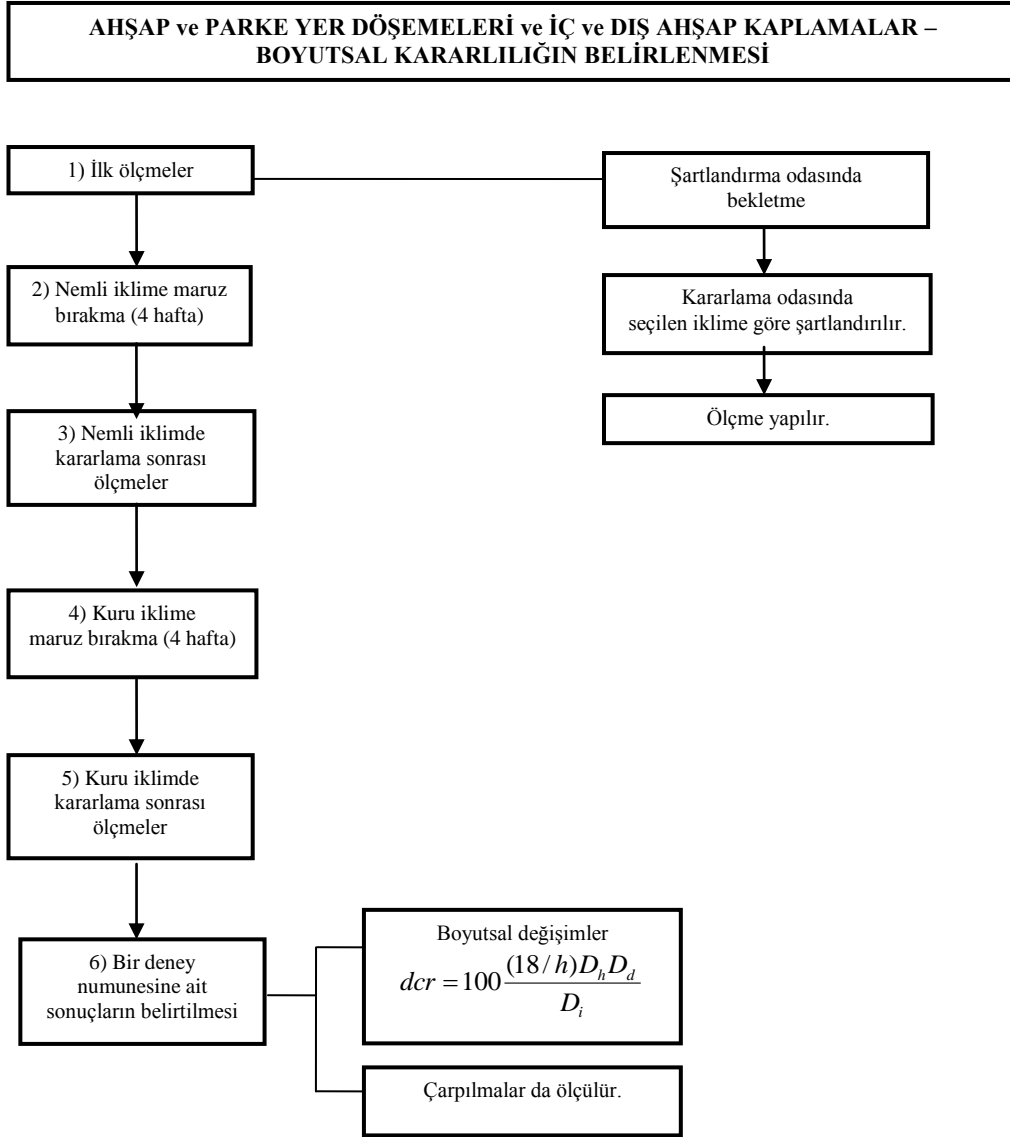 AHŞAP ve PARKE YER DÖŞEMELERİ ve İÇ ve DIŞ AHŞAP KAPLAMALAR –
BOYUTSAL KARARLILIĞIN BELİRLENMESİ
1) İlk ölçmeler
Şartlandırma odasında
bekletme
2) Nemli iklime maruz
bırakma (4 hafta)
Kararlama odasında
seçilen iklime göre şartlandırılır.
3) Nemli iklimde
kararlama sonrası
ölçmeler
Ölçme yapılır.
4) Kuru iklime
maruz bırakma (4 hafta)
5) Kuru iklimde
kararlama sonrası
ölçmeler
6) Bir deney
numunesine ait
sonuçların belirtilmesi
Boyutsal değişimler
dcr = 100 (18 / h)D_h D_d / D_i
Çarpılmalar da ölçülür.